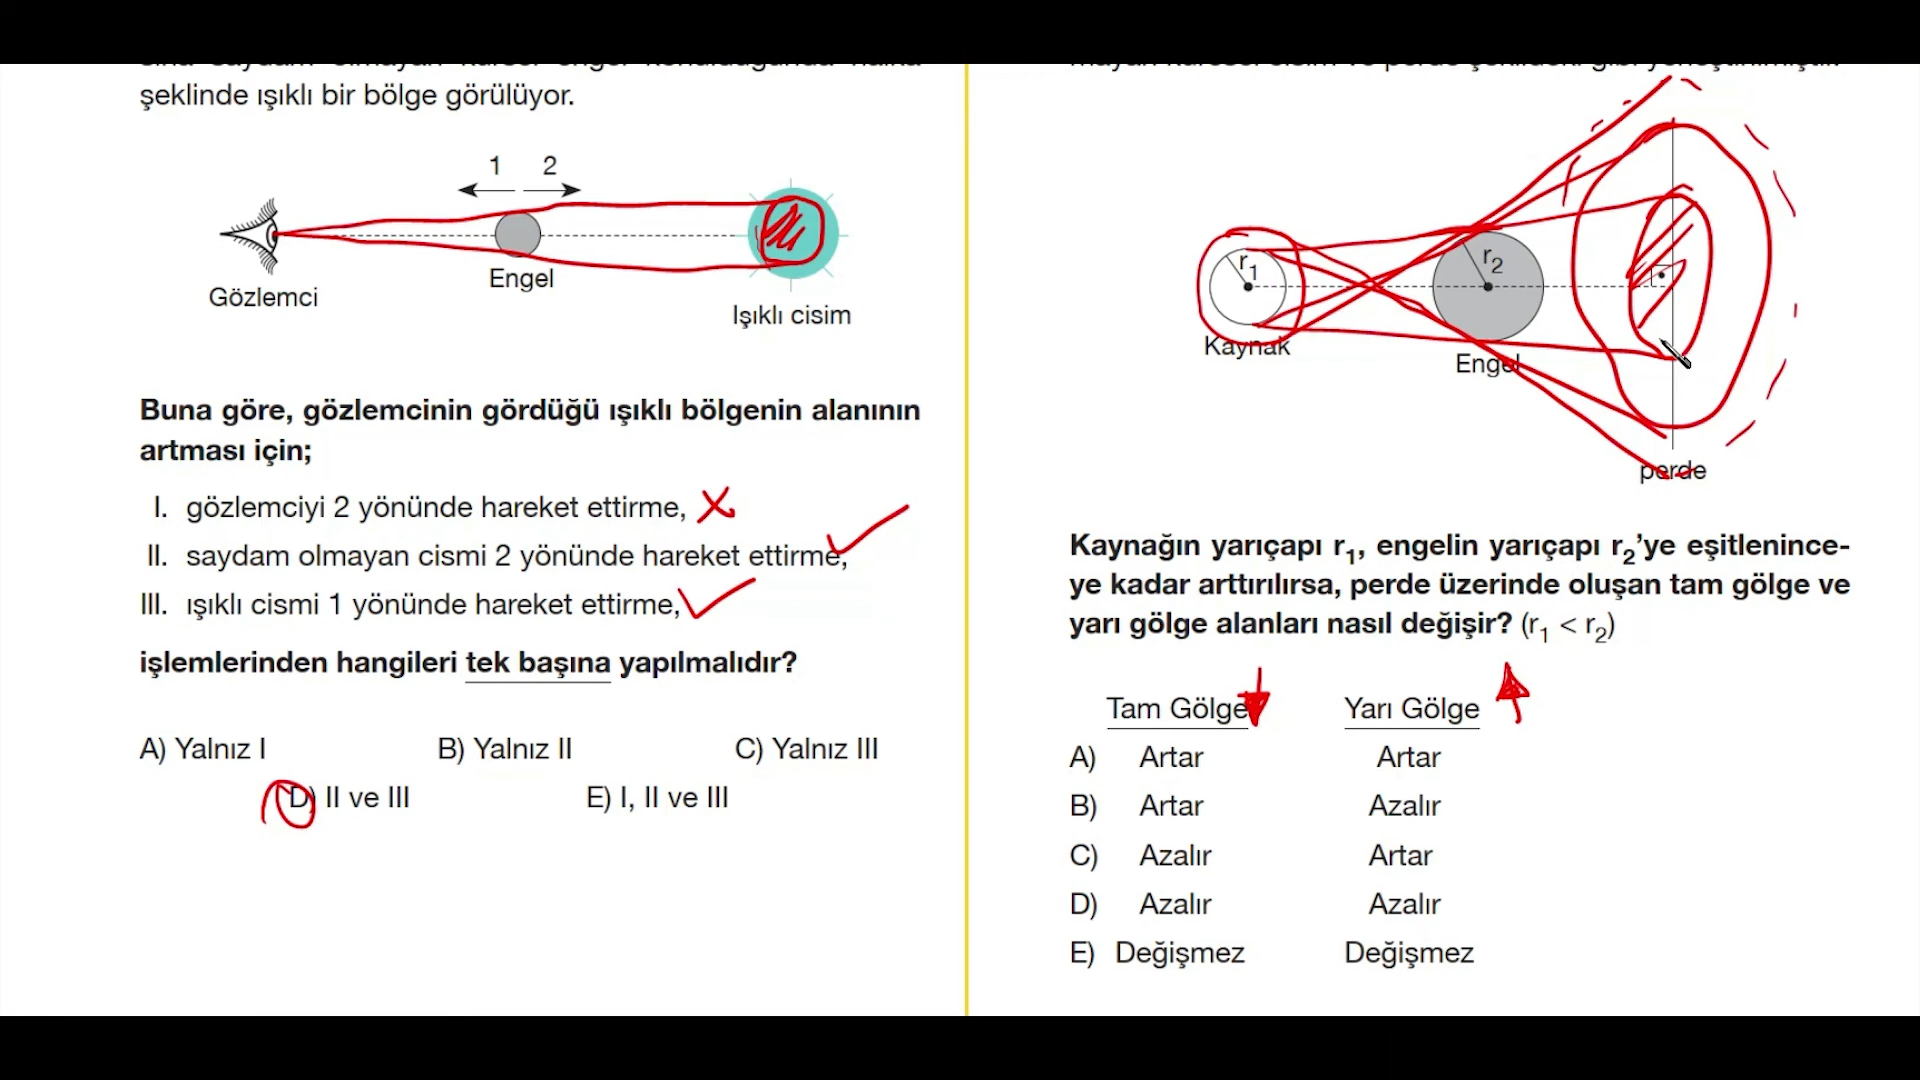 şeklinde ışıklı bir bölge görülüyor.
1 2
Gözlemci
Engel
Işıklı cisim
Buna göre, gözlemcinin gördüğü ışıklı bölgenin alanının
artması için;
I. gözlemciyi 2 yönünde hareket ettirme,
II. saydam olmayan cismi 2 yönünde hareket ettirme,
III. ışıklı cismi 1 yönünde hareket ettirme,
işlemlerinden hangileri tek başına yapılmalıdır?
A) Yalnız I B) Yalnız II C) Yalnız III
D) II ve III E) I, II ve III
r₁
r₂
Kaynak
Engel
perde
Kaynağın yarıçapı r₁, engelin yarıçapı r₂’ye eşitlenince-
ye kadar arttırılırsa, perde üzerinde oluşan tam gölge ve
yarı gölge alanları nasıl değişir? (r₁ < r₂)
Tam Gölge Yarı Gölge
A) Artar Artar
B) Artar Azalır
C) Azalır Artar
D) Azalır Azalır
E) Değişmez Değişmez